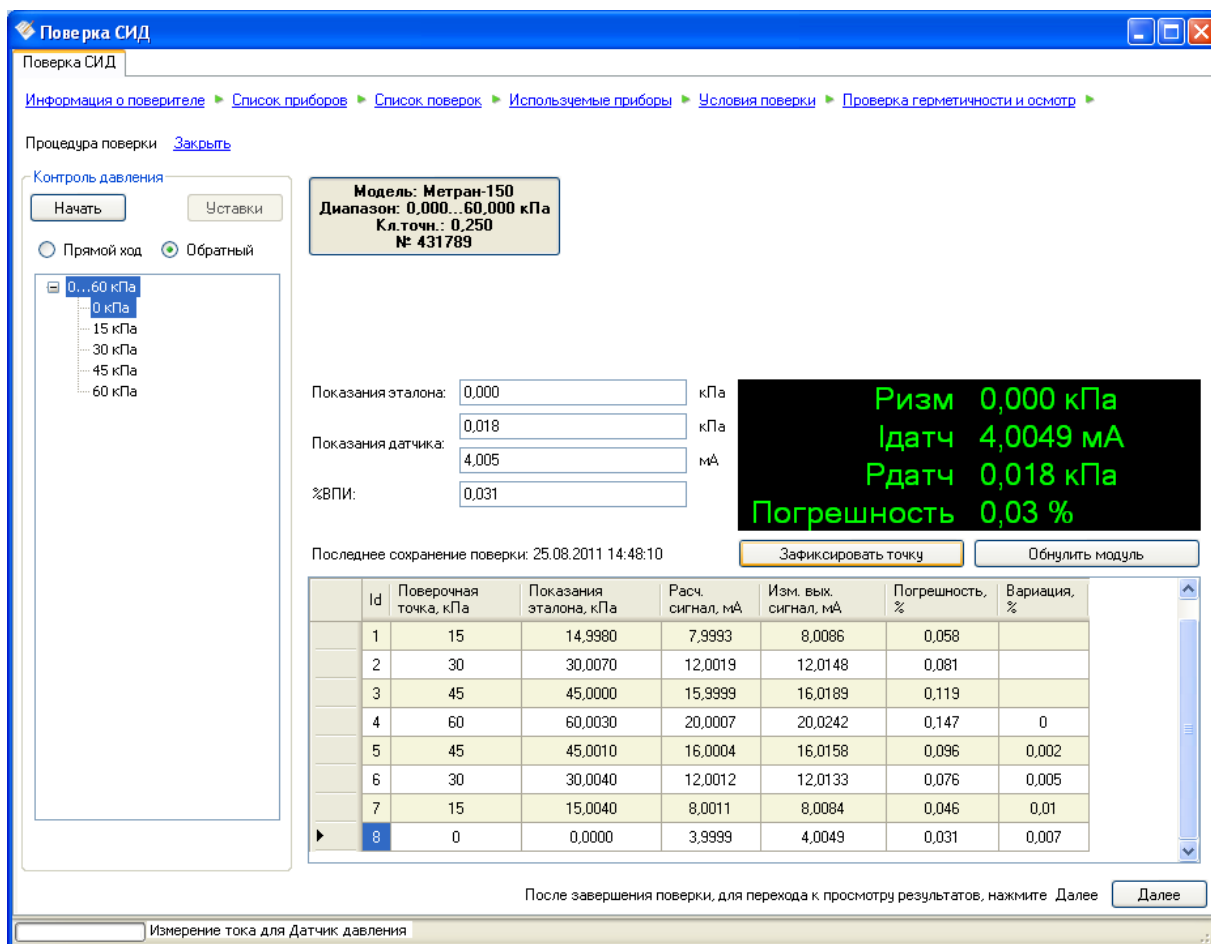 Поверка СИД
Поверка СИД
Информация о поверителе Список приборов Список поверок Используемые приборы Условия поверки Проверка герметичности и осмотр
Процедура поверки Закрыть
Контроль давления
Начать Уставки
Прямой ход Обратный
0...60 кПа
0 кПа
15 кПа
30 кПа
45 кПа
60 кПа
Модель: Метран-150
Диапазон: 0,000...60,000 кПа
Кл.точн.: 0,250
№ 431789
Показания эталона: 0,000 кПа
Показания датчика: 0,018 кПа
4,005 мА
%ВПИ: 0,031
Pизм 0,000 кПа
Iдатч 4,0049 мА
Pдатч 0,018 кПа
Погрешность 0,03 %
Последнее сохранение поверки: 25.08.2011 14:48:10
Зафиксировать точку Обнулить модуль
Id Поверочная точка, кПа Показания эталона, кПа Расч. сигнал, мА Изм. вых. сигнал, мА Погрешность, % Вариация, %
1 15 14,9980 7,9993 8,0086 0,058
2 30 30,0070 12,0019 12,0148 0,081
3 45 45,0000 15,9999 16,0189 0,119
4 60 60,0030 20,0007 20,0242 0,147 0
5 45 45,0010 16,0004 16,0158 0,096 0,002
6 30 30,0040 12,0012 12,0133 0,076 0,005
7 15 15,0040 8,0011 8,0084 0,046 0,01
8 0 0,0000 3,9999 4,0049 0,031 0,007
После завершения поверки, для перехода к просмотру результатов, нажмите Далее Далее
Измерение тока для Датчик давления